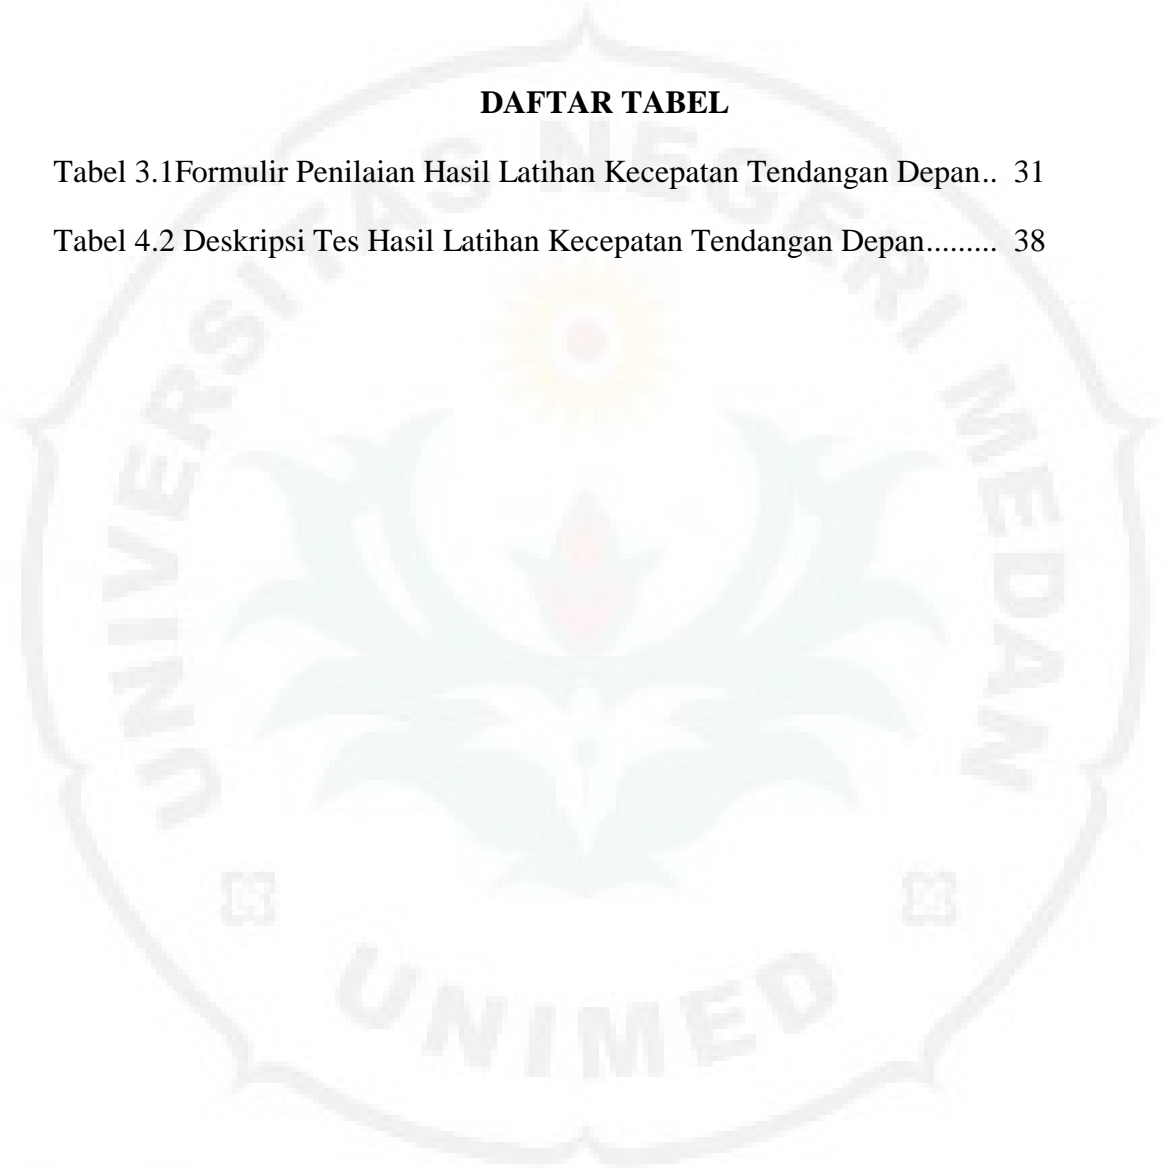 DAFTAR TABEL
Tabel 3.1Formulir Penilaian Hasil Latihan Kecepatan Tendangan Depan.. 31
Tabel 4.2 Deskripsi Tes Hasil Latihan Kecepatan Tendangan Depan......... 38
UNIVERSITAS NEGERI MEDAN
UNIMED